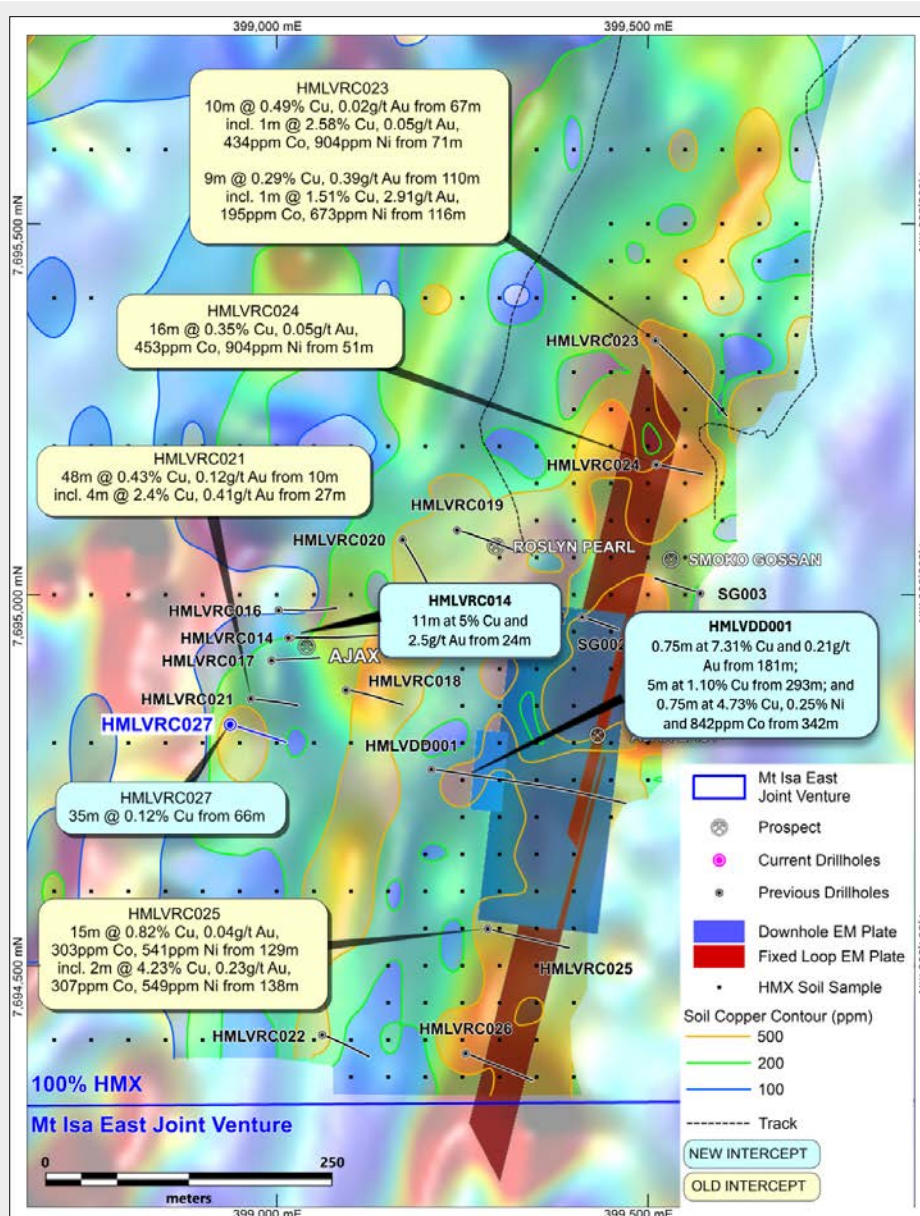 399,000 mE
399,500 mE
HMLVRC023
10m @ 0.49% Cu, 0.02g/t Au from 67m
incl. 1m @ 2.58% Cu, 0.05g/t Au,
434ppm Co, 904ppm Ni from 71m
9m @ 0.29% Cu, 0.39g/t Au from 110m
incl. 1m @ 1.51% Cu, 2.91g/t Au,
195ppm Co, 673ppm Ni from 116m
7,695,500 mN
HMLVRC024
16m @ 0.35% Cu, 0.05g/t Au,
453ppm Co, 904ppm Ni from 51m
HMLVRC023
HMLVRC021
48m @ 0.43% Cu, 0.12g/t Au from 10m
incl. 4m @ 2.4% Cu, 0.41g/t Au from 27m
HMLVRC024
HMLVRC019
HMLVRC020
ROSLYN PEARL
SMOKO GOSSAN
7,695,000 mN
HMLVRC016
SG003
HMLVRC014
11m at 5% Cu and
2.5g/t Au from 24m
HMLVRC014
AJAX
SG002
HMLVRC017
HMLVDD001
0.75m at 7.31% Cu and 0.21g/t
Au from 181m;
5m at 1.10% Cu from 293m; and
0.75m at 4.73% Cu, 0.25% Ni
and 842ppm Co from 342m
HMLVRC018
HMLVRC021
HMLVRC027
HMLVDD001
HMLVRC027
35m @ 0.12% Cu from 66m
Mt Isa East
Joint Venture
Prospect
Current Drillholes
Previous Drillholes
Downhole EM Plate
Fixed Loop EM Plate
HMX Soil Sample
Soil Copper Contour (ppm)
500
200
100
Track
NEW INTERCEPT
OLD INTERCEPT
HMLVRC025
15m @ 0.82% Cu, 0.04g/t Au,
303ppm Co, 541ppm Ni from 129m
incl. 2m @ 4.23% Cu, 0.23g/t Au,
307ppm Co, 549ppm Ni from 138m
7,694,500 mN
HMLVRC025
HMLVRC022
HMLVRC026
100% HMX
Mt Isa East Joint Venture
0
250
meters
399,000 mE
399,500 mE